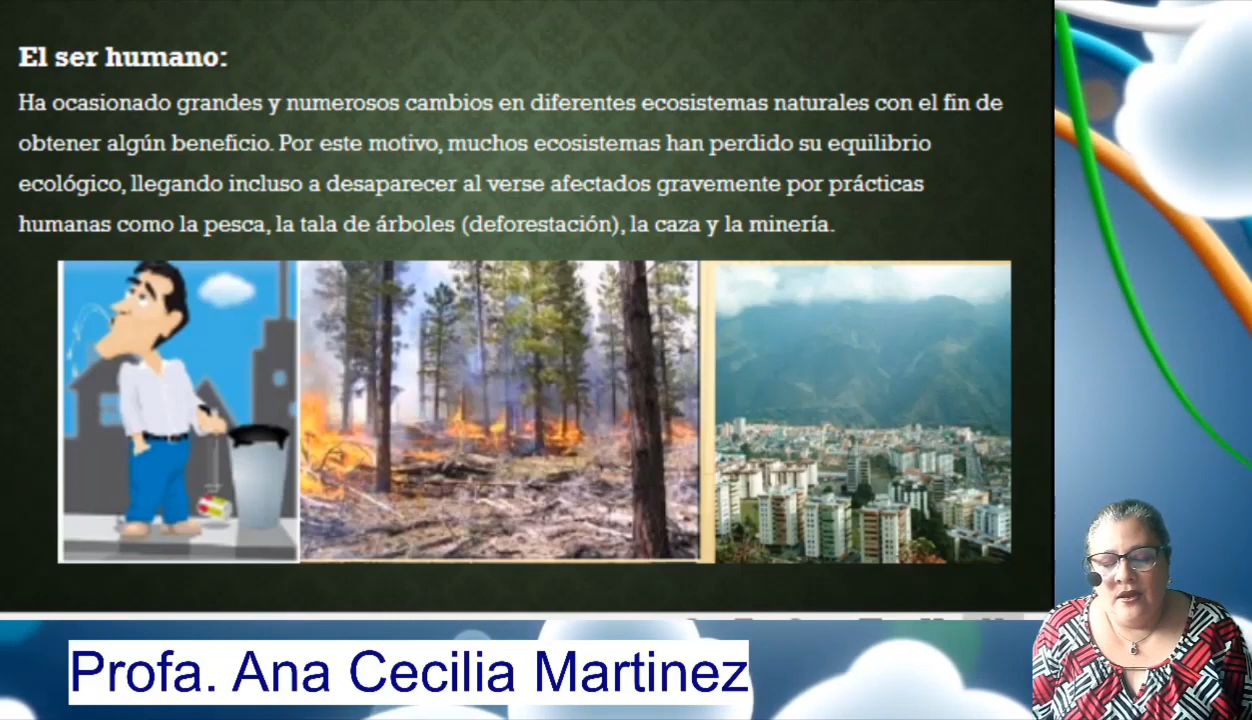 El ser humano:
Ha ocasionado grandes y numerosos cambios en diferentes ecosistemas naturales con el fin de
obtener algún beneficio. Por este motivo, muchos ecosistemas han perdido su equilibrio
ecológico, llegando incluso a desaparecer al verse afectados gravemente por prácticas
humanas como la pesca, la tala de árboles (deforestación), la caza y la minería.
Profa. Ana Cecilia Martinez